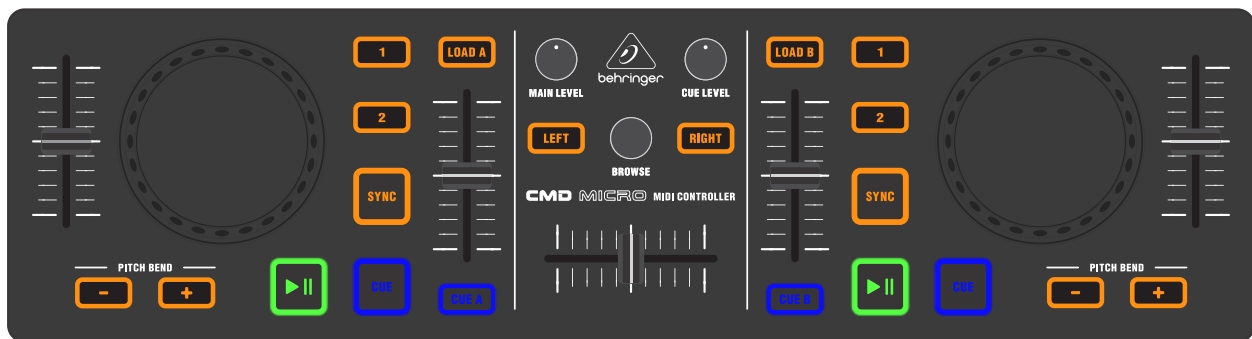 1
LOAD A
2
SYNC
PITCH BEND
-
+
CUE
CUE A
behringer
MAIN LEVEL
CUE LEVEL
LEFT
RIGHT
BROWSE
CMD MICRO MIDI CONTROLLER
LOAD B
1
2
SYNC
CUE B
CUE
PITCH BEND
-
+